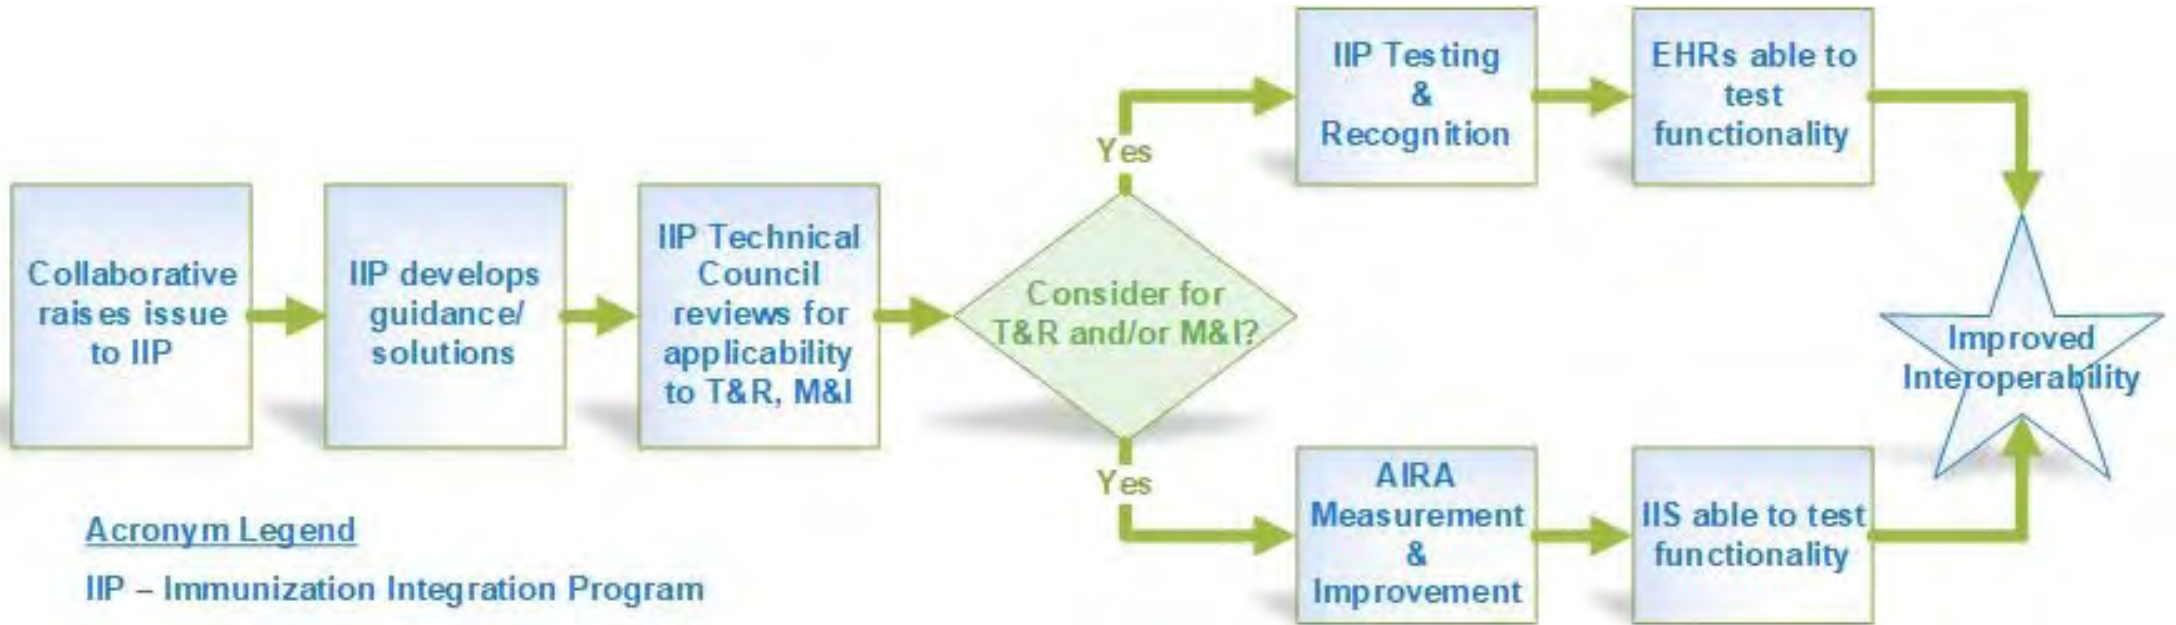 Collaborative
raises issue
to IIP
IIP develops
guidance/
solutions
IIP Technical
Council
reviews for
applicability
to T&R, M&I
Consider for
T&R and/or M&I?
Yes
IIP Testing
&
Recognition
EHRs able to
test
functionality
Yes
AIRA
Measurement
&
Improvement
IIS able to test
functionality
Improved
Interoperability
Acronym Legend
IIP – Immunization Integration Program